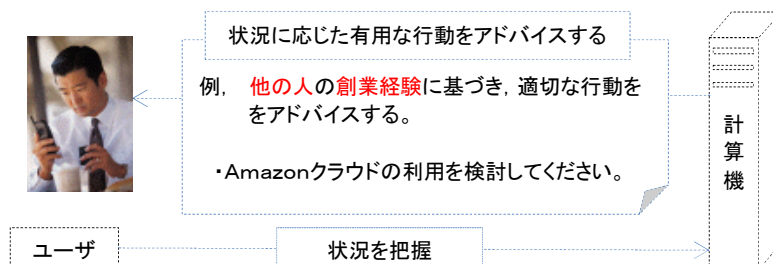 状況に応じた有用な行動をアドバイスする
例, 他の人の創業経験に基づき, 適切な行動を
をアドバイスする。
・Amazonクラウドの利用を検討してください。
計算機
ユーザ
状況を把握